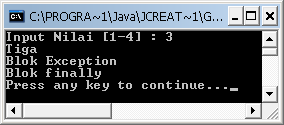 C:\PROGRA~1\Java\JCREAT~1\G...
Input Nilai [1-4] : 3
Tiga
Blok Exception
Blok finally
Press any key to continue..._